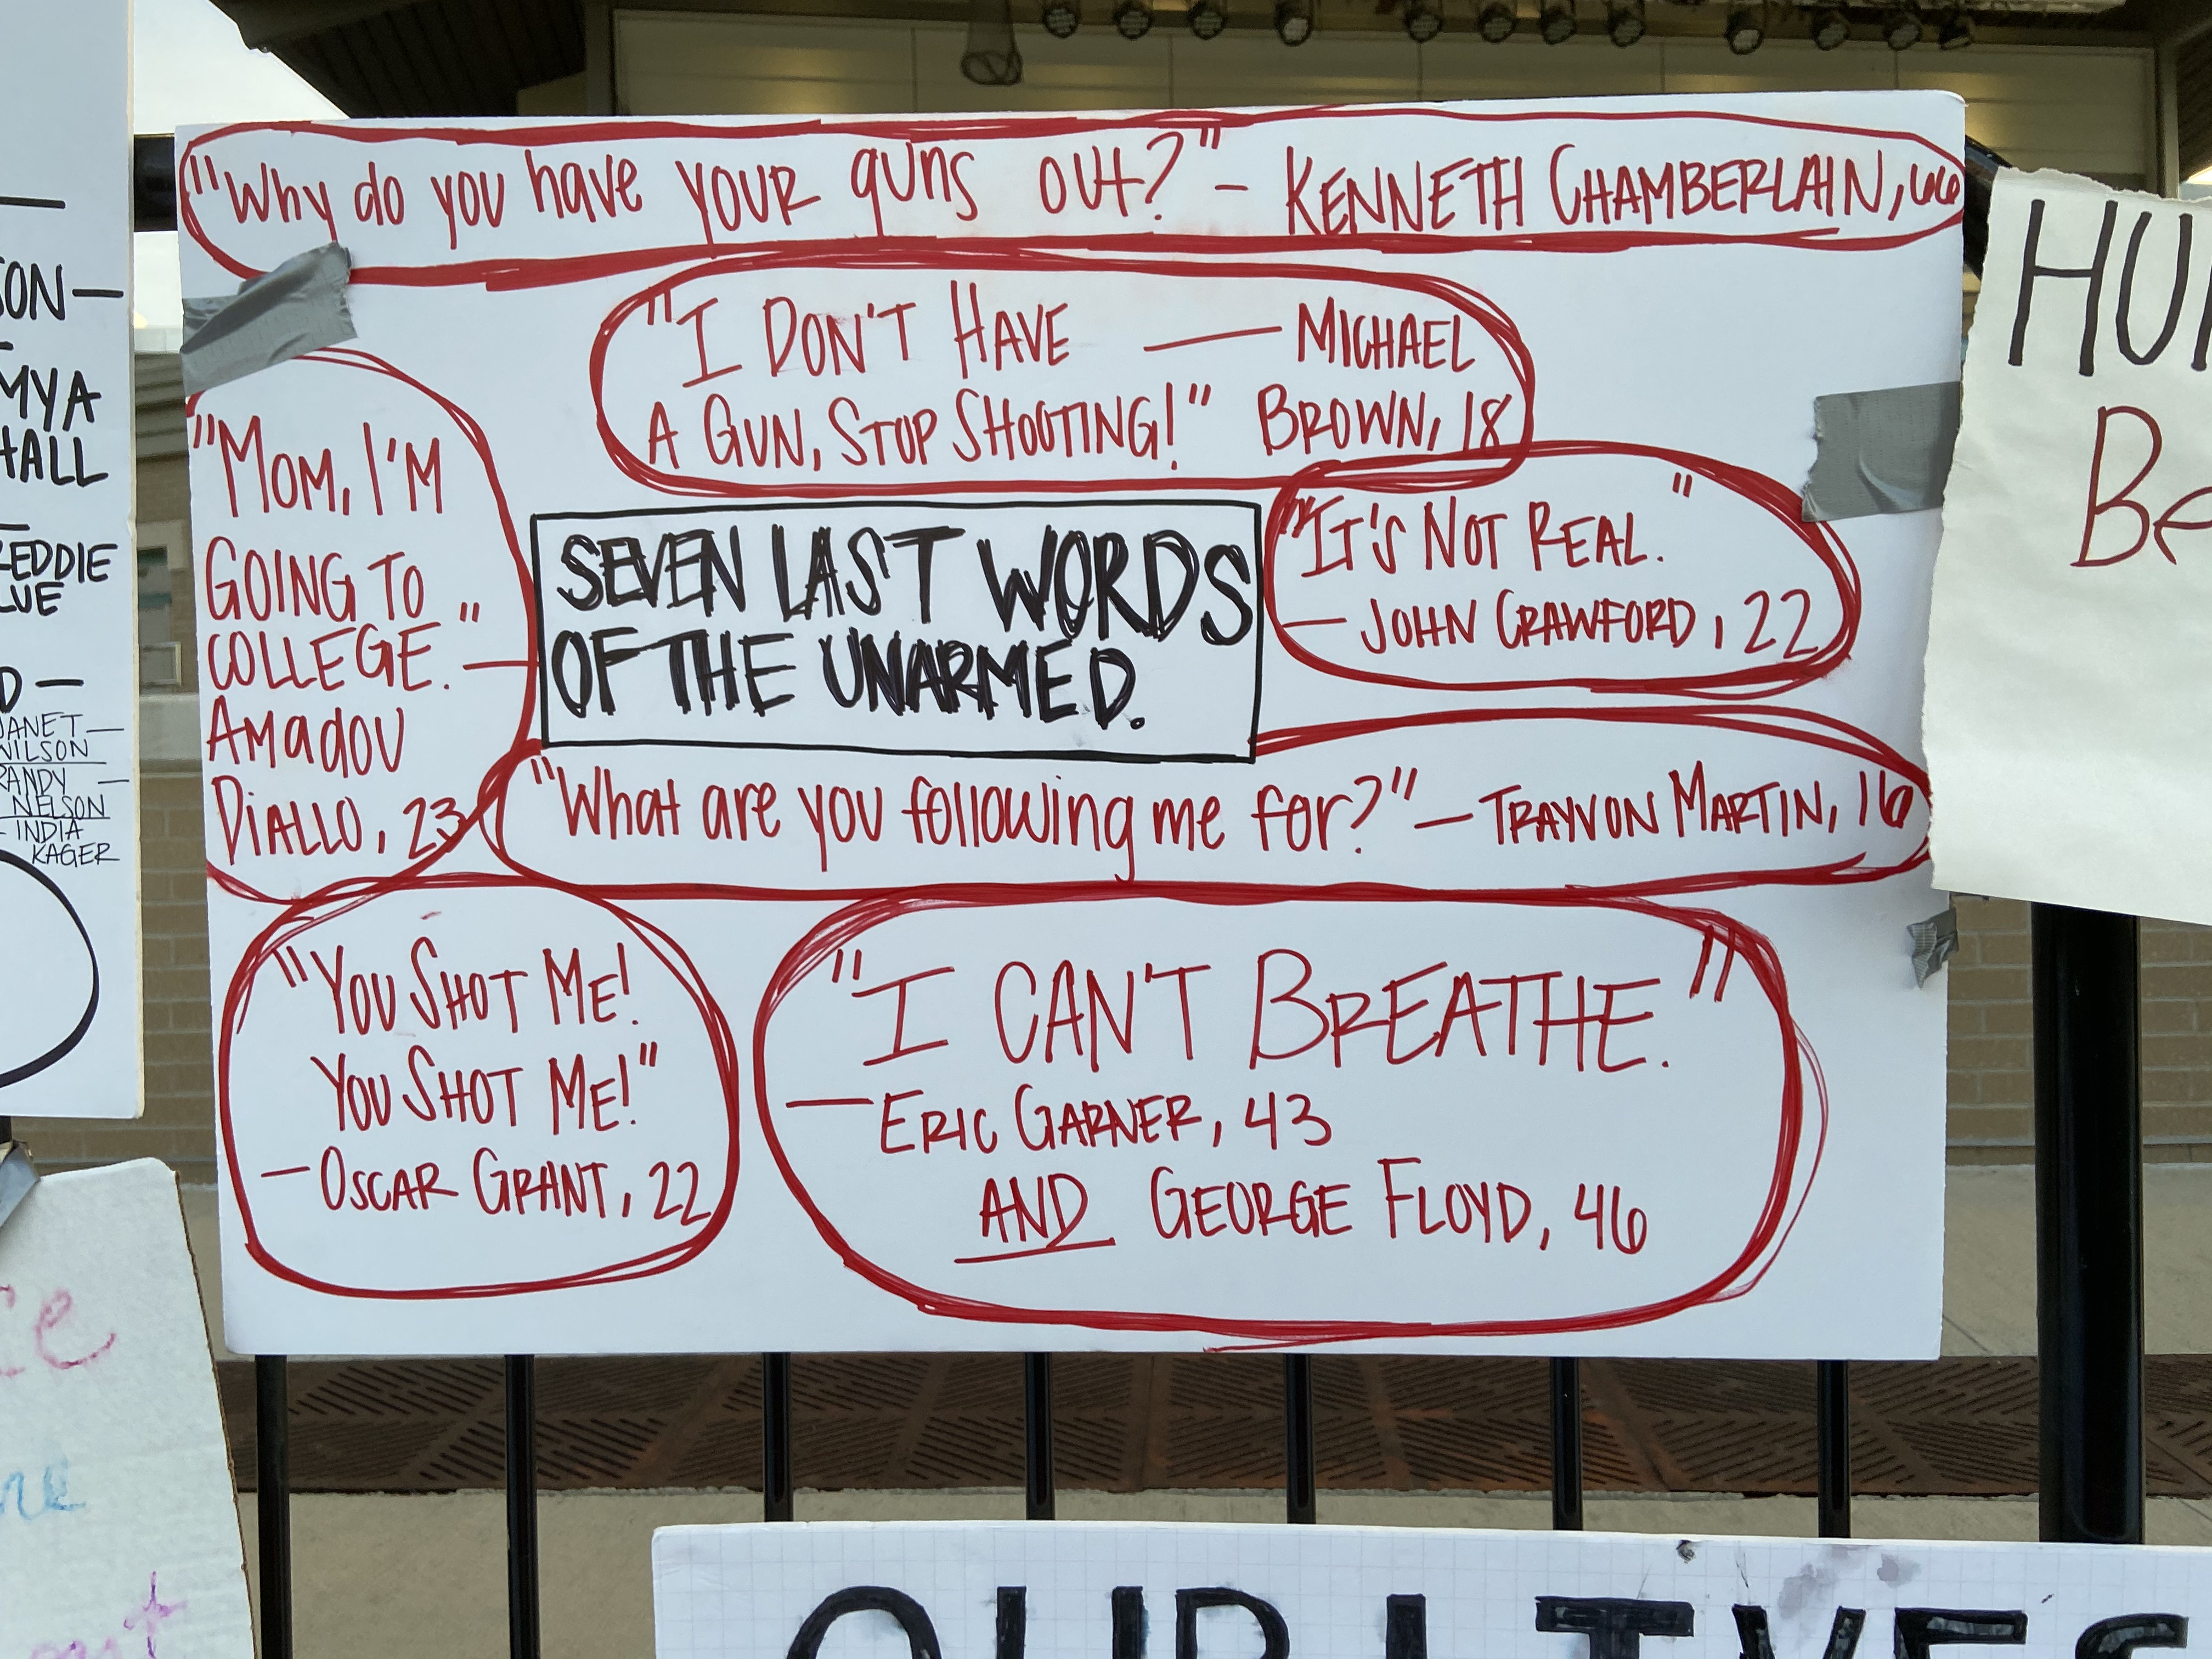 "Why do you have YOUR guns out?" - KENNETH CHAMBERLAIN, 66
"I DON'T HAVE — MICHAEL
A GUN, STOP SHOOTING!" BROWN, 18
"MOM, I'M
GOING TO
COLLEGE." —
AMADOU
DIALLO, 23
SEVEN LAST WORDS
OF THE UNARMED.
"IT'S NOT REAL."
— JOHN CRAWFORD, 22
"What are you following me for?" — TRAYVON MARTIN, 16
"YOU SHOT ME!
YOU SHOT ME!"
— OSCAR GRANT, 22
"I CAN'T BREATHE."
— ERIC GARNER, 43
AND GEORGE FLOYD, 46
SON —
MYA
HALL
—
REDDIE
LUE
D —
JANET —
WILSON
RANDY —
NELSON
- INDIA
KAGER
HU
Be
OUR LIVES